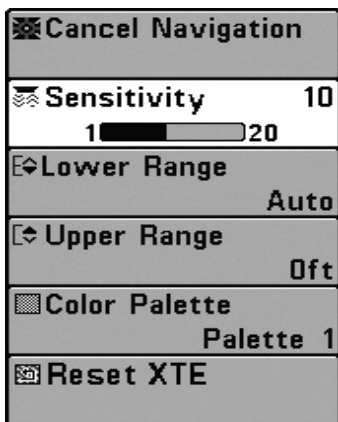 Cancel Navigation
Sensitivity 10
1 20
Lower Range
Auto
Upper Range
0ft
Color Palette
Palette 1
Reset XTE